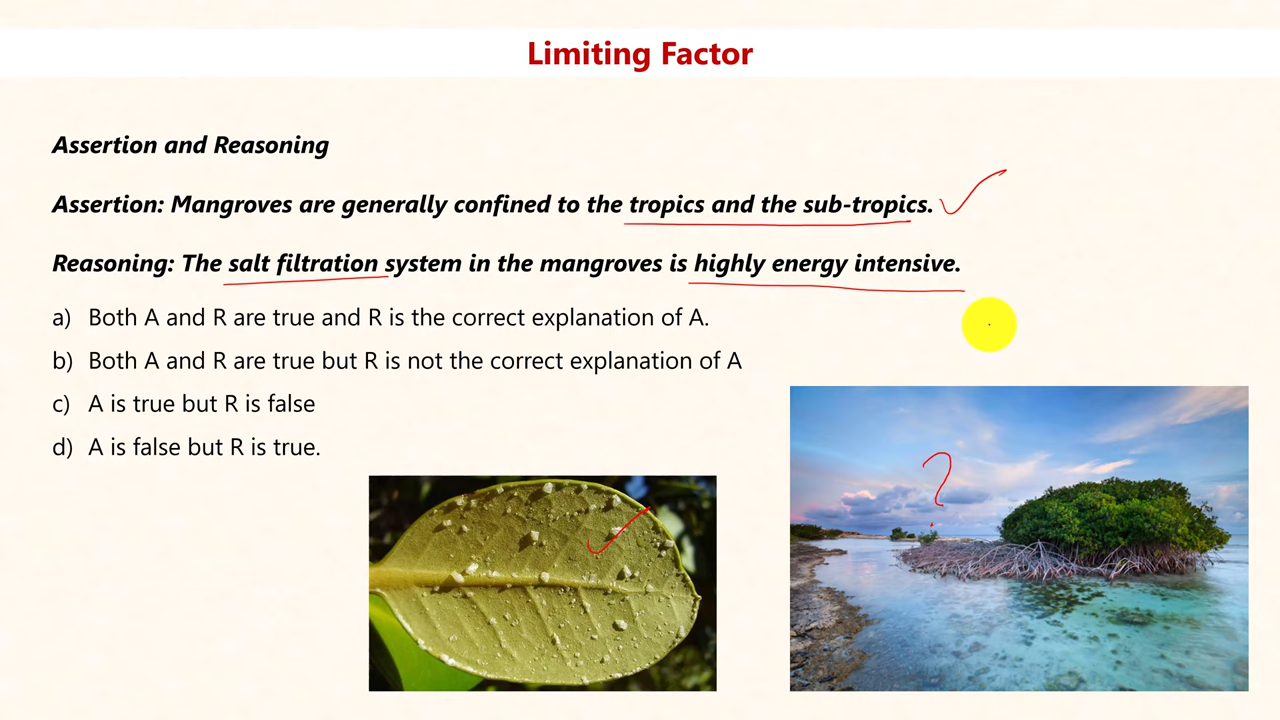 Limiting Factor
Assertion and Reasoning
Assertion: Mangroves are generally confined to the tropics and the sub-tropics.
Reasoning: The salt filtration system in the mangroves is highly energy intensive.
a) Both A and R are true and R is the correct explanation of A.
b) Both A and R are true but R is not the correct explanation of A
c) A is true but R is false
d) A is false but R is true.
?